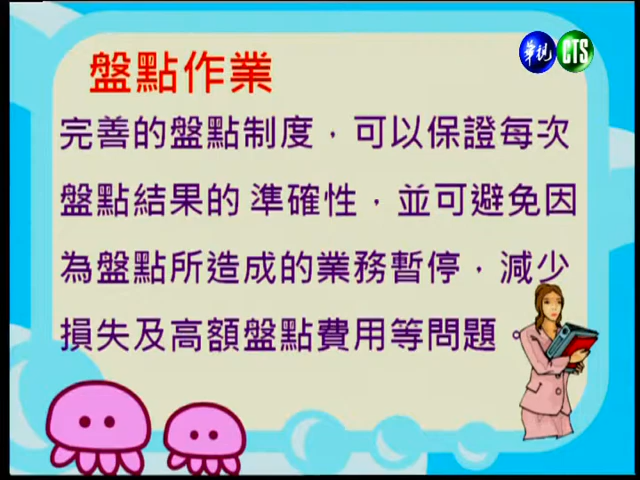 華視 CTS
盤點作業
完善的盤點制度，可以保證每次
盤點結果的 準確性，並可避免因
為盤點所造成的業務暫停，減少
損失及高額盤點費用等問題。